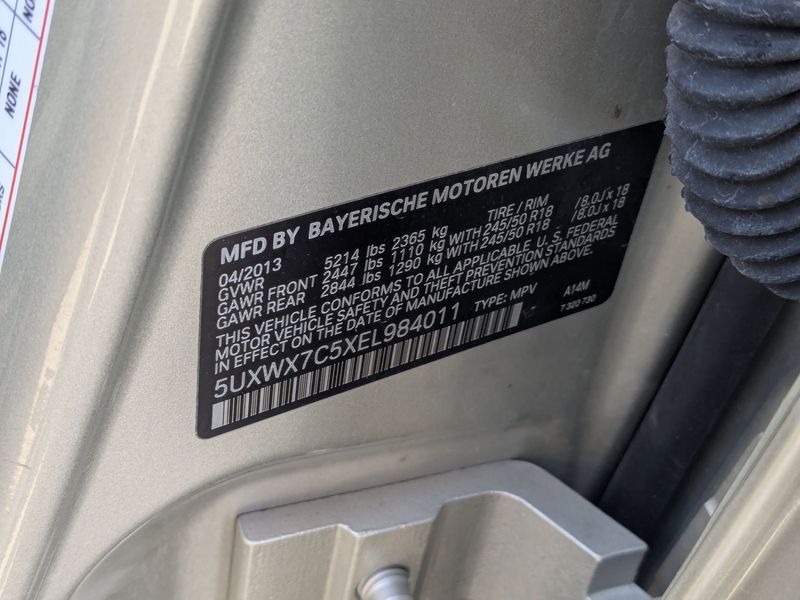 NONE
MFD BY BAYERISCHE MOTOREN WERKE AG
04/2013 TIRE / RIM
GVWR 5214 lbs 2365 kg
GAWR FRONT 2447 lbs 1110 kg WITH 245/50 R18 /8.0J x 18
GAWR REAR 2844 lbs 1290 kg WITH 245/50 R18 /8.0J x 18
THIS VEHICLE CONFORMS TO ALL APPLICABLE U. S. FEDERAL
MOTOR VEHICLE SAFETY AND THEFT PREVENTION STANDARDS
IN EFFECT ON THE DATE OF MANUFACTURE SHOWN ABOVE.
5UXWX7C5XEL984011 TYPE: MPV A14M
7 320 730